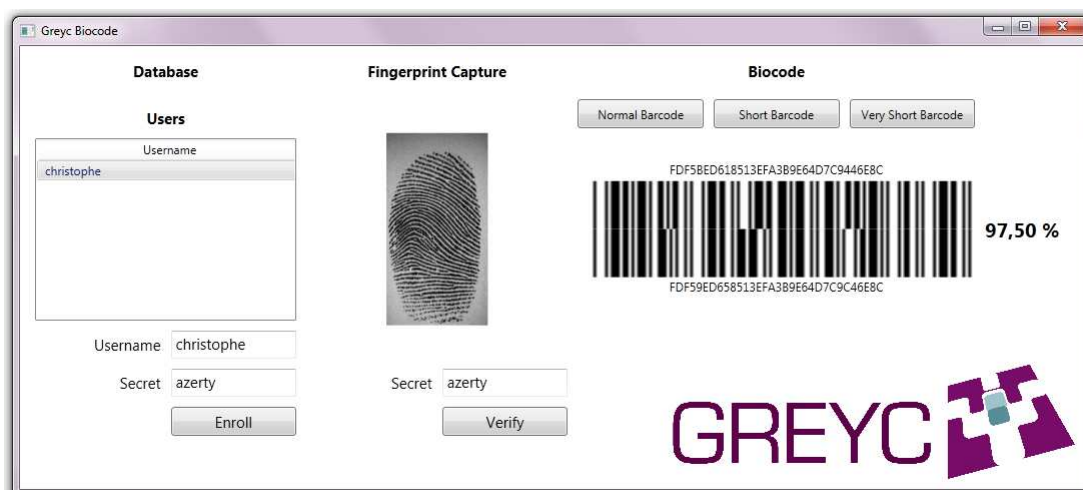 Greyc Biocode
Database
Fingerprint Capture
Biocode
Users
Normal Barcode
Short Barcode
Very Short Barcode
Username
christophe
FDF5BED618513EFA3B9E64D7C9446E8C
97,50 %
FDF59ED658513EFA3B9E64D7C9C46E8C
Username christophe
Secret azerty
Secret azerty
Enroll
Verify
GREYC